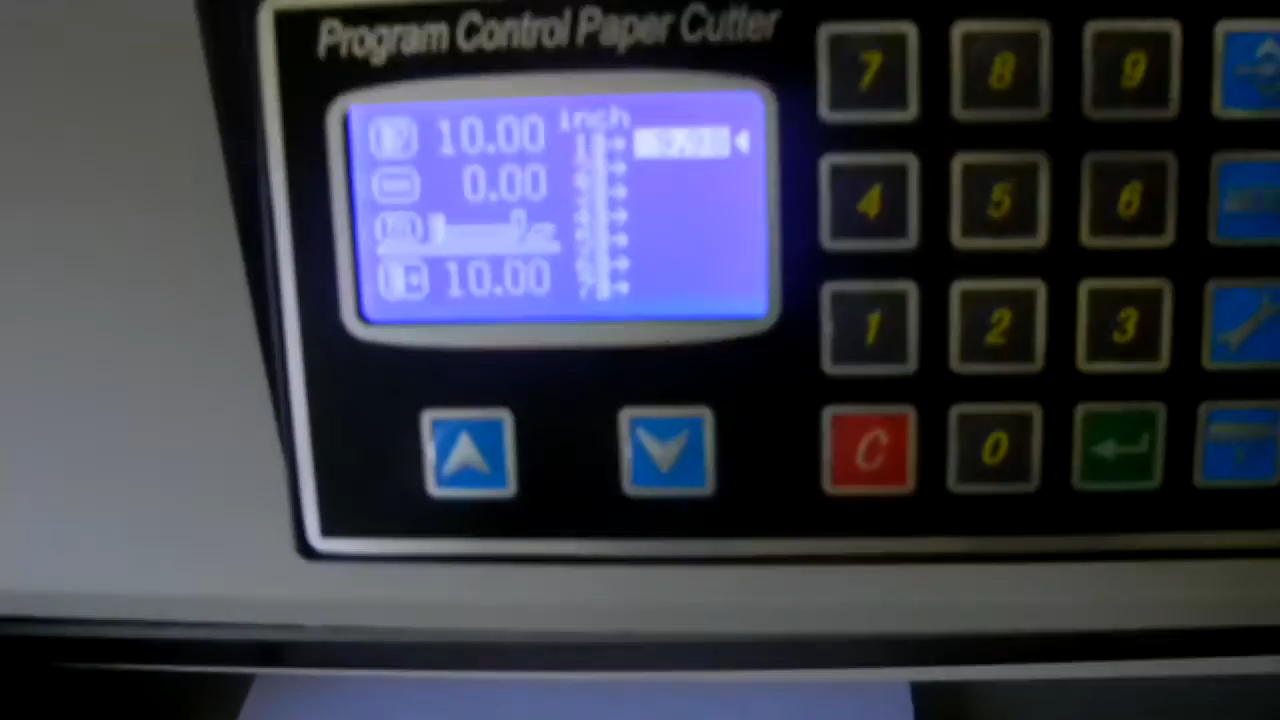 Program Control Paper Cutter
10.00 inch
0.00
10.00
7 8 9
4 5 6
1 2 3
C 0